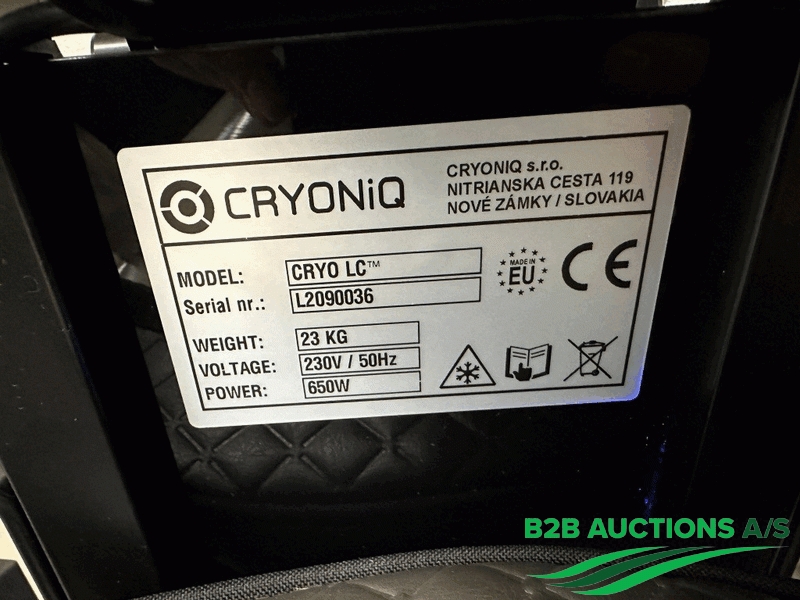 CRYONiQ
CRYONIQ s.r.o.
NITRIANSKA CESTA 119
NOVÉ ZÁMKY / SLOVAKIA
MODEL: CRYO LC™
Serial nr.: L2090036
MADE IN
EU
CE
WEIGHT: 23 KG
VOLTAGE: 230V / 50Hz
POWER: 650W
B2B AUCTIONS A/S